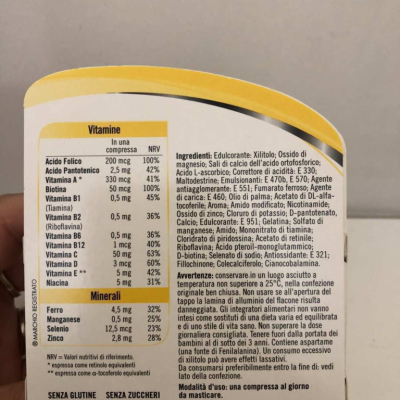 Vitamine
In una
compressa NRV
Acido Folico 200 mcg 100%
Acido Pantotenico 2,5 mg 42%
Vitamina A * 330 mcg 41%
Biotina 50 mcg 100%
Vitamina B1 0,5 mg 45%
(Tiamina)
Vitamina B2 0,5 mg 36%
(Riboflavina)
Vitamina B6 0,5 mg 36%
Vitamina B12 1 mcg 40%
Vitamina C 50 mg 63%
Vitamina D 3 mcg 60%
Vitamina E ** 5 mg 42%
Niacina 5 mg 31%
Minerali
Ferro 4,5 mg 32%
Manganese 0,5 mg 25%
Selenio 12,5 mcg 23%
Zinco 2,8 mg 28%
NRV = Valori nutritivi di riferimento.
* espressa come retinolo equivalenti)
** espressa come α-tocoferolo equivalenti)
SENZA GLUTINE SENZA ZUCCHERI
® MARCHIO REGISTRATO
Ingredienti: Edulcorante: Xilitolo; Ossido di
magnesio; Sali di calcio dell'acido ortofosforico;
Acido L-ascorbico; Correttore di acidità: E 330;
Maltodestrine; Emulsionanti: E 470b, E 570; Agente
antiagglomerante: E 551; Fumarato ferroso; Agente
di carica: E 460; Olio di palma; Acetato di DL-alfa-
tocoferile; Aroma; Amido modificato; Nicotinamide;
Ossido di zinco; Cloruro di potassio; D-pantotenato,
Calcio; Edulcorante: E 951; Gelatina; Solfato di
manganese; Amido; Mononitrato di tiamina;
Cloridrato di piridossina; Acetato di retinile;
Riboflavina; Acido pteroil-monoglutammico;
D-biotina; Selenato di sodio; Antiossidante: E 321;
Fillochinone; Colecalciferolo; Cianocobalamina.
Avvertenze: conservare in un luogo asciutto a
temperatura non superiore a 25°C, nella confezione
originale ben chiusa. Non usare se all'apertura del
tappo la lamina di alluminio del flacone risulta
danneggiata. Gli integratori alimentari non vanno
intesi come sostituti di una dieta varia ed equilibrata
e di uno stile di vita sano. Non superare la dose
giornaliera consigliata. Tenere fuori dalla portata dei
bambini al di sotto dei 3 anni. Contiene aspartame
(una fonte di Fenilalanina). Un consumo eccessivo
di xilitolo può avere effetti lassativi.
Da consumarsi preferibilmente entro la fine di: vedi
lato della confezione.
Modalità d'uso: una compressa al giorno
da masticare.